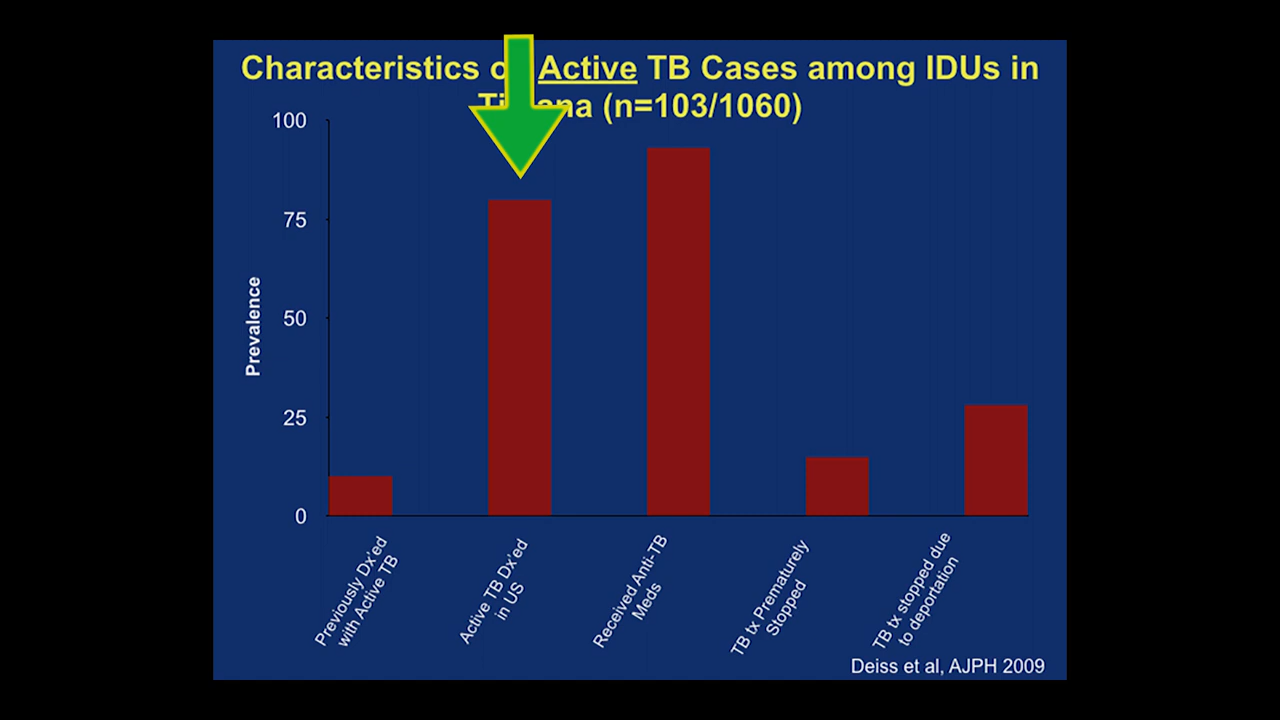 Characteristics Active TB Cases among IDUs in
(n=103/1060)
100
75
50
25
0
Prevalence
Previously Dx'ed
with Active TB
Active TB Dx'ed
in US
Received Anti-TB
Meds
TB tx Prematurely
Stopped
TB tx stopped due
to deportation
Deiss et al, AJPH 2009